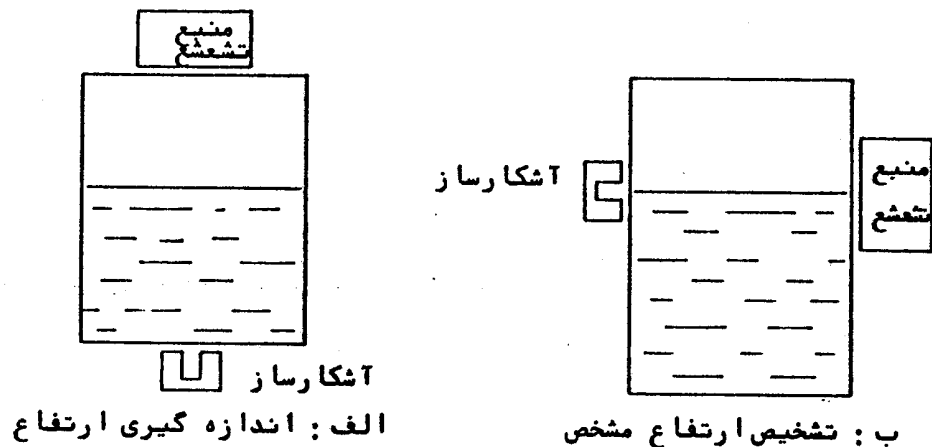 منبع
تشعشع
آشکارساز
منبع
تشعشع
آشکارساز
الف: اندازه گیری ارتفاع
ب: تشخیص ارتفاع مشخص